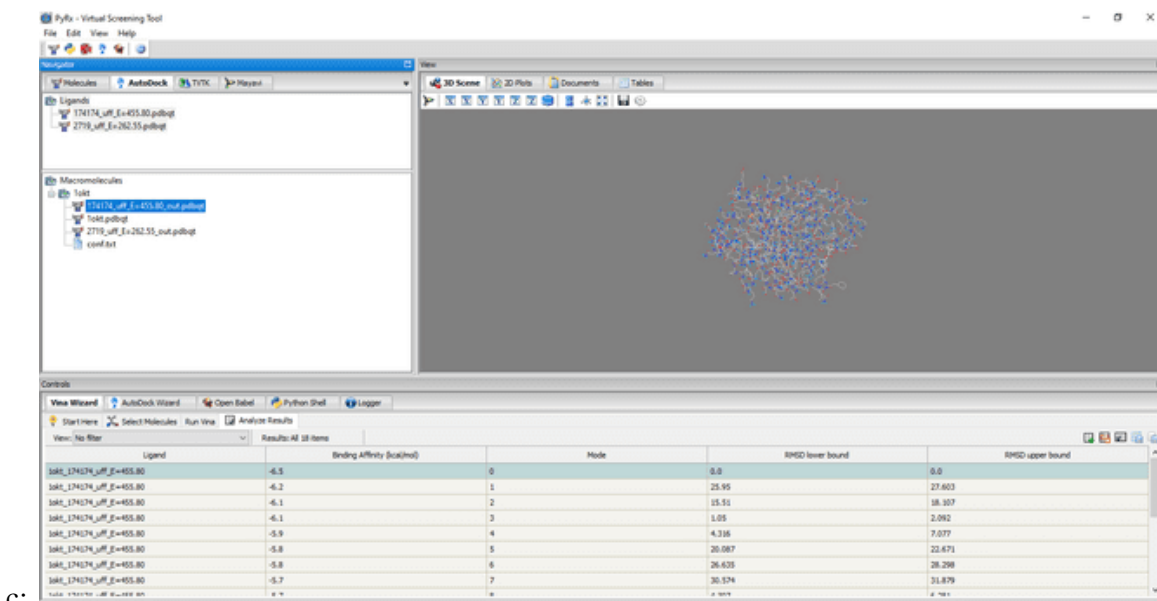 PyRx - Virtual Screening Tool
File Edit View Help
Navigator
View
Molecules AutoDock TVTK Mayavi
3D Scene 2D Plots Documents Tables
Ligands
174174_uff_E=455.80.pdbqt
2719_uff_E=262.55.pdbqt
Macromolecules
1okt
174174_uff_E=455.80_out.pdbqt
1okt.pdbqt
2719_uff_E=262.55_out.pdbqt
conf.txt
Controls
Vina Wizard AutoDock Wizard Open Babel Python Shell Logger
Start Here Select Molecules Run Vina Analyze Results
View: No filter Results: All 18 items
Ligand Binding Affinity (kcal/mol) Mode RMSD lower bound RMSD upper bound
1okt_174174_uff_E=455.80 -6.5 0 0.0 0.0
1okt_174174_uff_E=455.80 -6.2 1 25.95 27.603
1okt_174174_uff_E=455.80 -6.1 2 15.51 18.107
1okt_174174_uff_E=455.80 -6.1 3 1.05 2.092
1okt_174174_uff_E=455.80 -5.9 4 4.316 7.077
1okt_174174_uff_E=455.80 -5.8 5 20.087 22.671
1okt_174174_uff_E=455.80 -5.8 6 26.635 28.298
1okt_174174_uff_E=455.80 -5.7 7 30.574 31.879